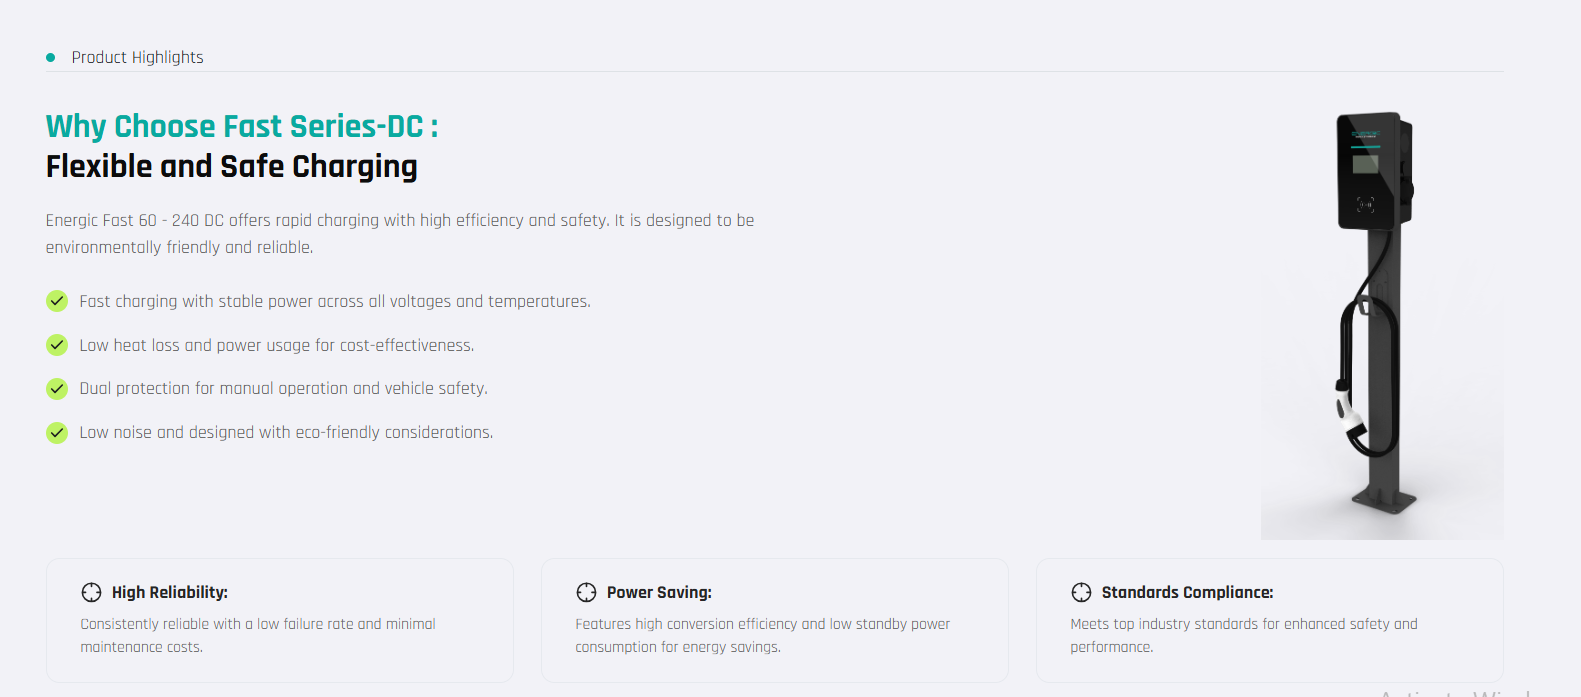 Product Highlights
Why Choose Fast Series-DC :
Flexible and Safe Charging
Energic Fast 60 - 240 DC offers rapid charging with high efficiency and safety. It is designed to be
environmentally friendly and reliable.
Fast charging with stable power across all voltages and temperatures.
Low heat loss and power usage for cost-effectiveness.
Dual protection for manual operation and vehicle safety.
Low noise and designed with eco-friendly considerations.
High Reliability:
Consistently reliable with a low failure rate and minimal
maintenance costs.
Power Saving:
Features high conversion efficiency and low standby power
consumption for energy savings.
Standards Compliance:
Meets top industry standards for enhanced safety and
performance.